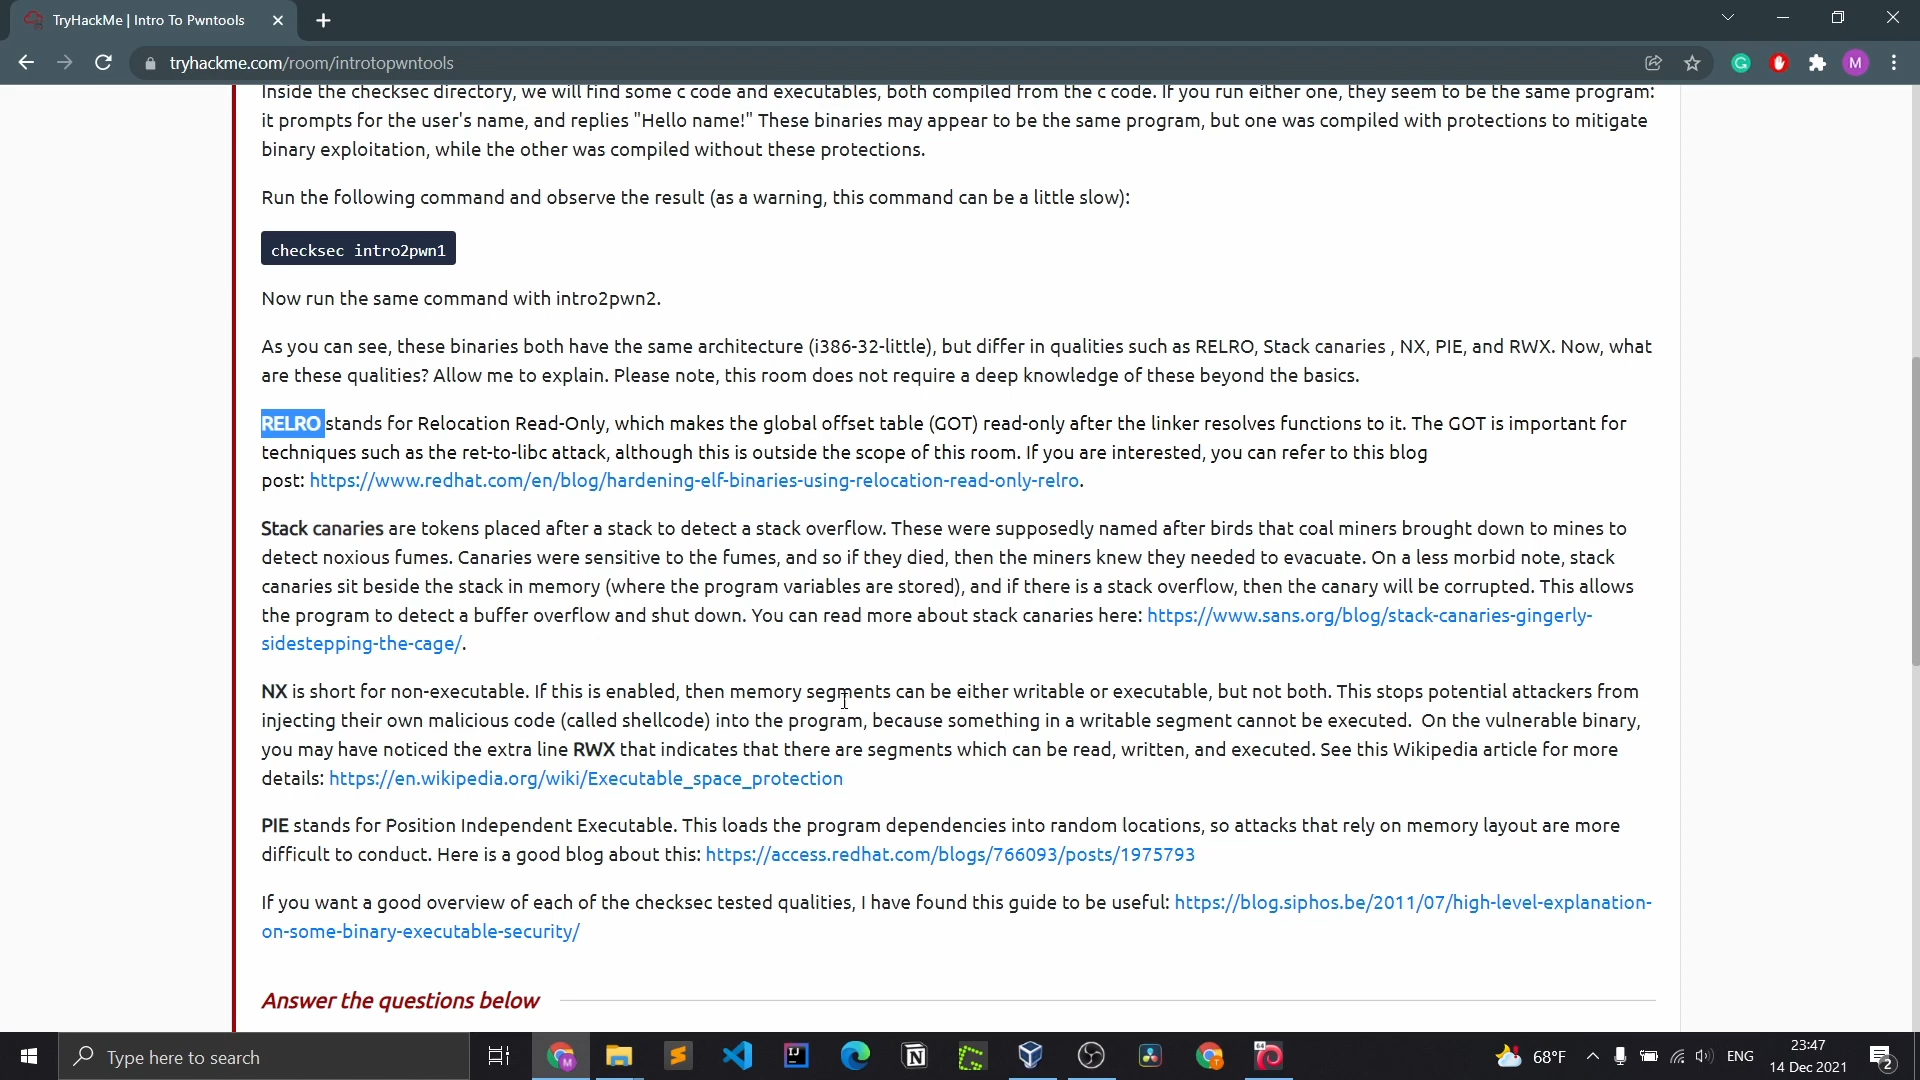 TryHackMe | Intro To Pwntools
tryhackme.com/room/introtopwntools
M
Inside the checksec directory, we will find some c code and executables, both compiled from the c code. If you run either one, they seem to be the same program:
it prompts for the user's name, and replies "Hello name!" These binaries may appear to be the same program, but one was compiled with protections to mitigate
binary exploitation, while the other was compiled without these protections.
Run the following command and observe the result (as a warning, this command can be a little slow):
checksec intro2pwn1
Now run the same command with intro2pwn2.
As you can see, these binaries both have the same architecture (i386-32-little), but differ in qualities such as RELRO, Stack canaries , NX, PIE, and RWX. Now, what
are these qualities? Allow me to explain. Please note, this room does not require a deep knowledge of these beyond the basics.
RELRO stands for Relocation Read-Only, which makes the global offset table (GOT) read-only after the linker resolves functions to it. The GOT is important for
techniques such as the ret-to-libc attack, although this is outside the scope of this room. If you are interested, you can refer to this blog
post: https://www.redhat.com/en/blog/hardening-elf-binaries-using-relocation-read-only-relro.
Stack canaries are tokens placed after a stack to detect a stack overflow. These were supposedly named after birds that coal miners brought down to mines to
detect noxious fumes. Canaries were sensitive to the fumes, and so if they died, then the miners knew they needed to evacuate. On a less morbid note, stack
canaries sit beside the stack in memory (where the program variables are stored), and if there is a stack overflow, then the canary will be corrupted. This allows
the program to detect a buffer overflow and shut down. You can read more about stack canaries here: https://www.sans.org/blog/stack-canaries-gingerly-
sidestepping-the-cage/.
NX is short for non-executable. If this is enabled, then memory segments can be either writable or executable, but not both. This stops potential attackers from
injecting their own malicious code (called shellcode) into the program, because something in a writable segment cannot be executed.  On the vulnerable binary,
you may have noticed the extra line RWX that indicates that there are segments which can be read, written, and executed. See this Wikipedia article for more
details: https://en.wikipedia.org/wiki/Executable_space_protection
PIE stands for Position Independent Executable. This loads the program dependencies into random locations, so attacks that rely on memory layout are more
difficult to conduct. Here is a good blog about this: https://access.redhat.com/blogs/766093/posts/1975793
If you want a good overview of each of the checksec tested qualities, I have found this guide to be useful: https://blog.siphos.be/2011/07/high-level-explanation-
on-some-binary-executable-security/
Answer the questions below
Type here to search
68°F
ENG
23:47
14 Dec 2021
2